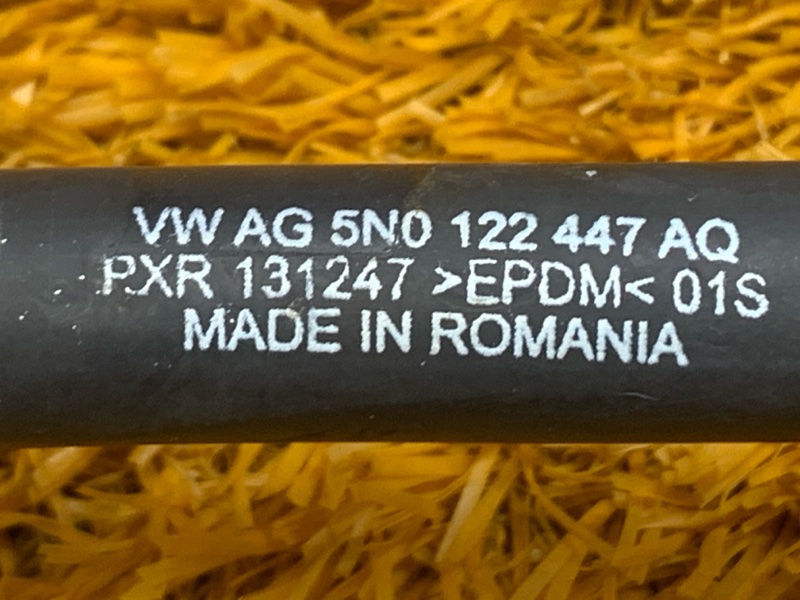 VW AG 5N0 122 447 AQ
PXR 131247 >EPDM< 01S
MADE IN ROMANIA